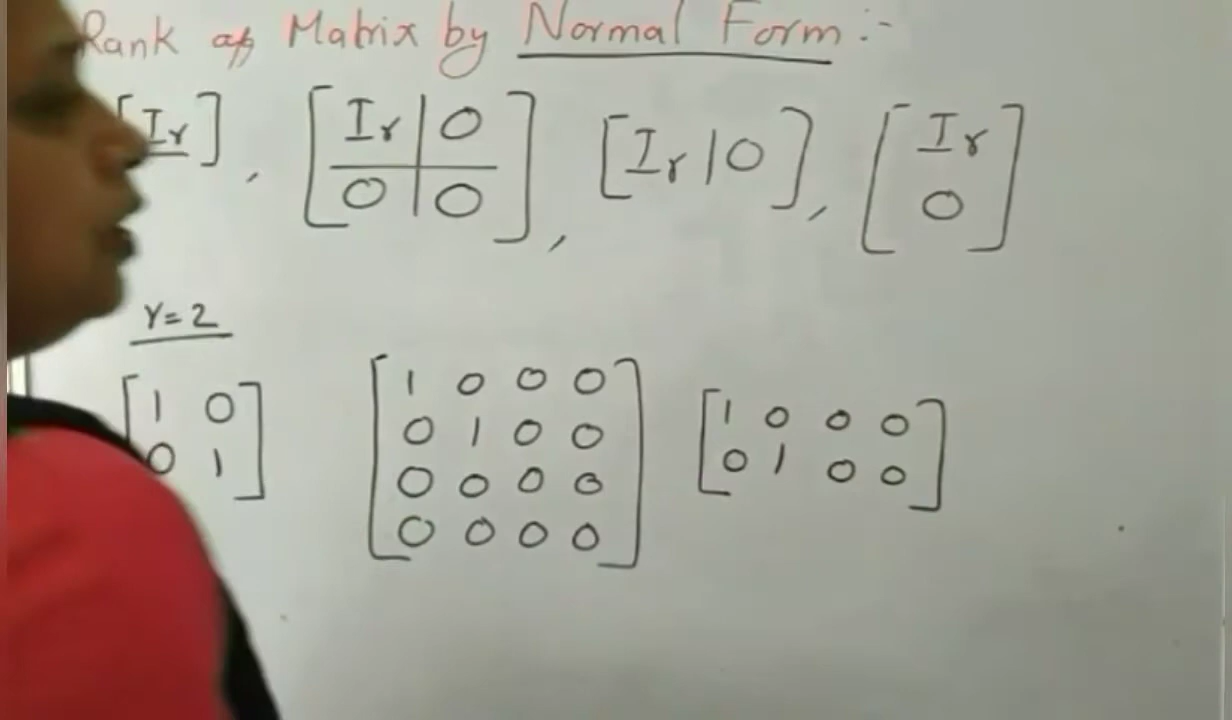 Rank of Matrix by Normal Form :-
[Ir] , [Ir | 0 , [Ir | 0] , [Ir
0 | 0] 0]
r=2
[1 0 [1 0 0 0 [1 0 0 0
0 1] 0 1 0 0 0 1 0 0]
0 0 0 0
0 0 0 0]